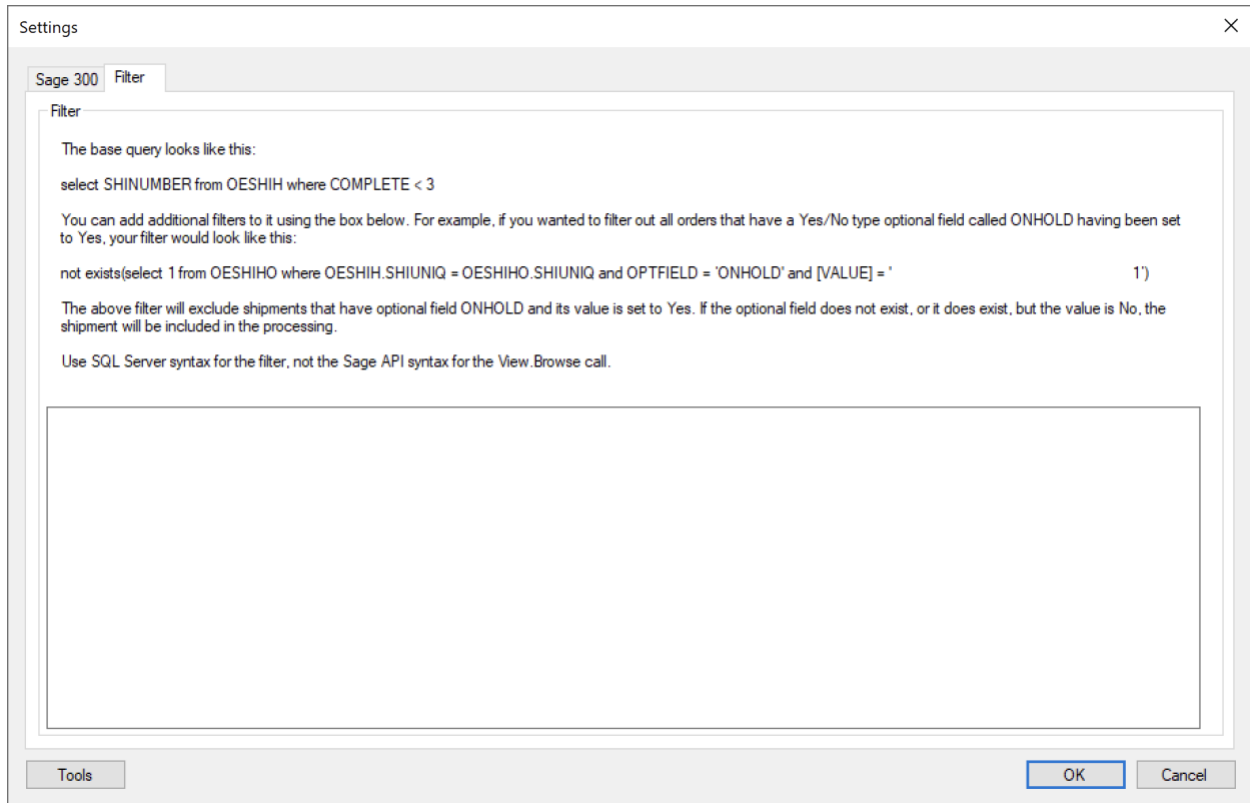 Settings
Sage 300 Filter
Filter
The base query looks like this:
select SHINUMBER from OESHIH where COMPLETE < 3
You can add additional filters to it using the box below. For example, if you wanted to filter out all orders that have a Yes/No type optional field called ONHOLD having been set
to Yes, your filter would look like this:
not exists(select 1 from OESHIHO where OESHIH.SHIUNIQ = OESHIHO.SHIUNIQ and OPTFIELD = 'ONHOLD' and [VALUE] = '                                                           1')
The above filter will exclude shipments that have optional field ONHOLD and its value is set to Yes. If the optional field does not exist, or it does exist, but the value is No, the
shipment will be included in the processing.
Use SQL Server syntax for the filter, not the Sage API syntax for the View.Browse call.
Tools OK Cancel